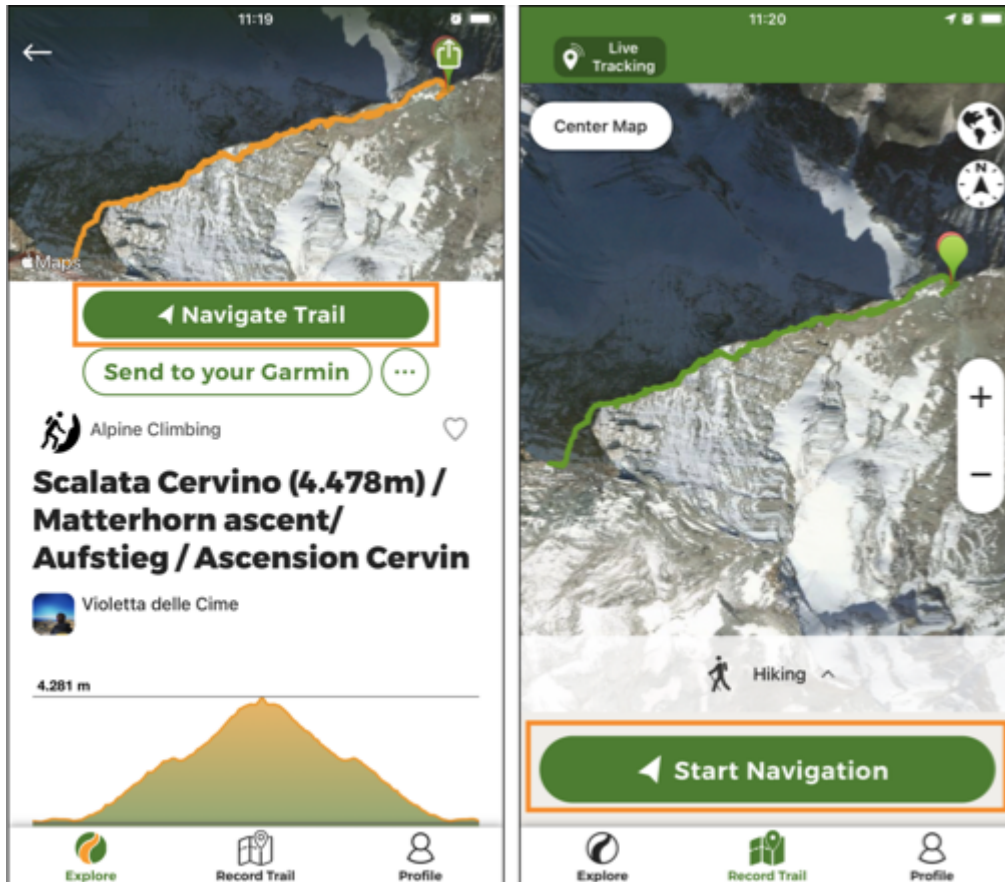 11:19
Maps
Navigate Trail
Send to your Garmin
Alpine Climbing
Scalata Cervino (4.478m) /
Matterhorn ascent/
Aufstieg / Ascension Cervin
Violetta delle Cime
4.281 m
Explore
Record Trail
Profile
11:20
Live
Tracking
Center Map
N
+
−
Hiking
Start Navigation
Explore
Record Trail
Profile